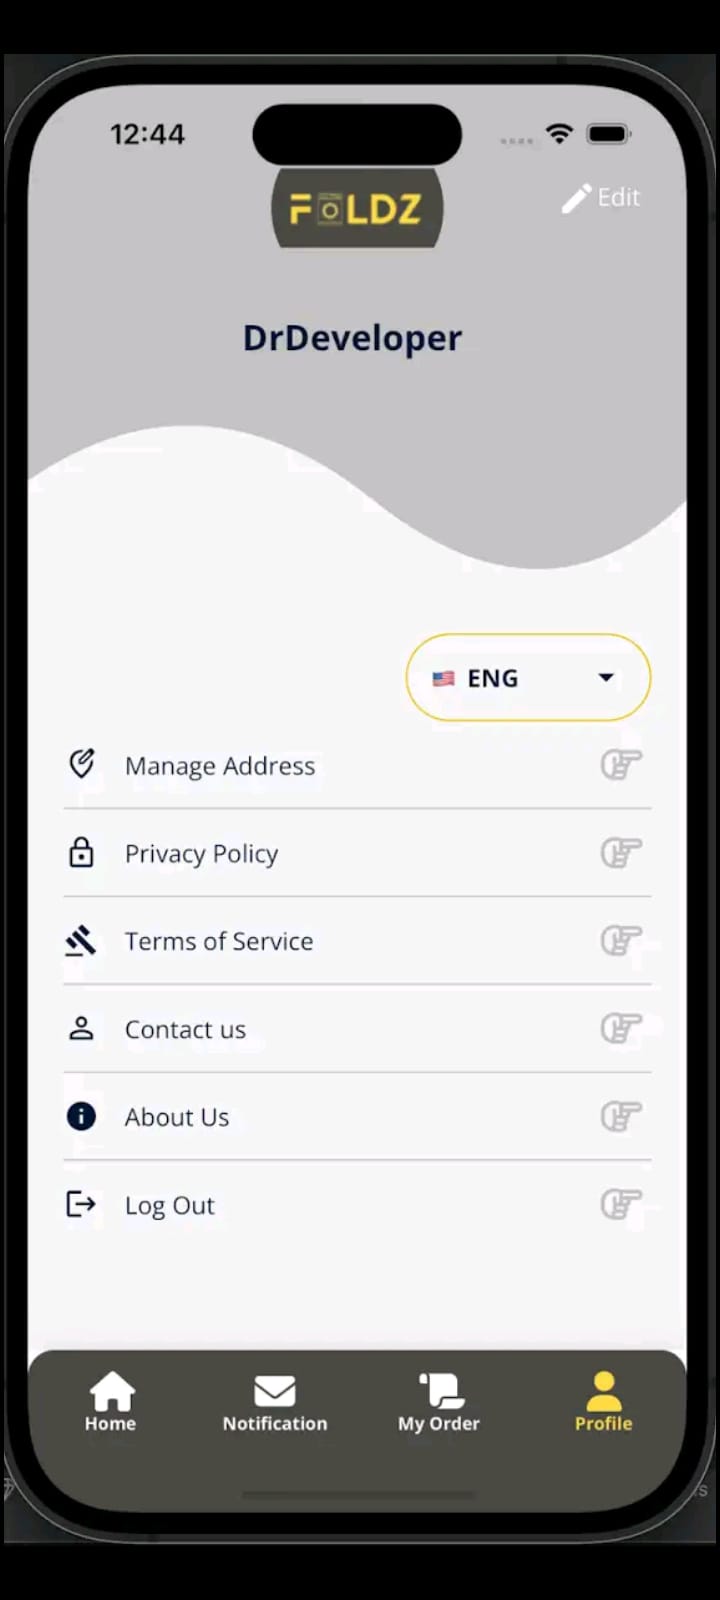 12:44
FOLDZ
Edit
DrDeveloper
ENG
Manage Address
Privacy Policy
Terms of Service
Contact us
About Us
Log Out
Home
Notification
My Order
Profile